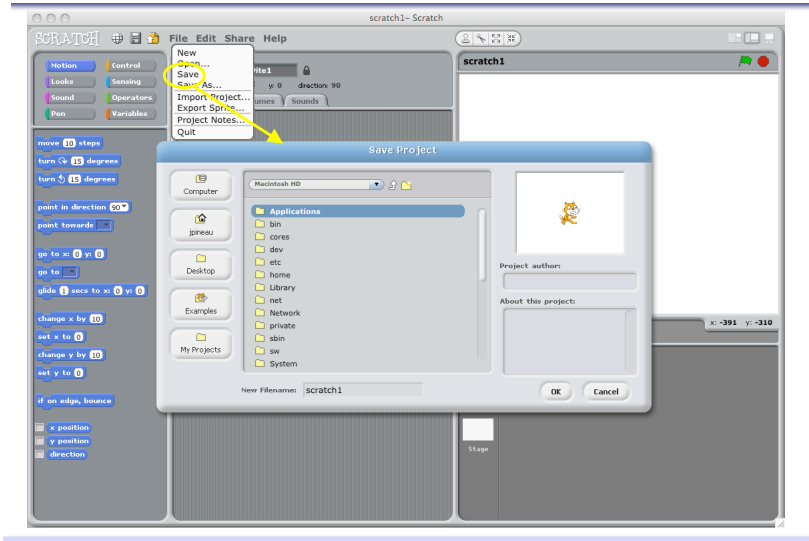 scratch1- Scratch
SCRATCH File Edit Share Help
New
Open...
Save
Save As...
Import Project...
Export Sprite...
Project Notes...
Quit
Motion Control
Looks Sensing
Sound Operators
Pen Variables
y: 0 direction: 90
Sounds
scratch1
move 10 steps
turn 15 degrees
turn 15 degrees
point in direction 90
point towards
go to x: 0 y: 0
go to
glide 1 secs to x: 0 y: 0
change x by 10
set x to 0
change y by 10
set y to 0
if on edge, bounce
x position
y position
direction
Save Project
Computer
jpineau
Desktop
Examples
My Projects
Macintosh HD
Applications
bin
cores
dev
etc
home
Library
net
Network
private
sbin
sw
System
New Filename: scratch1
Project author:
About this project:
OK Cancel
x: -391 y: -310
Stage